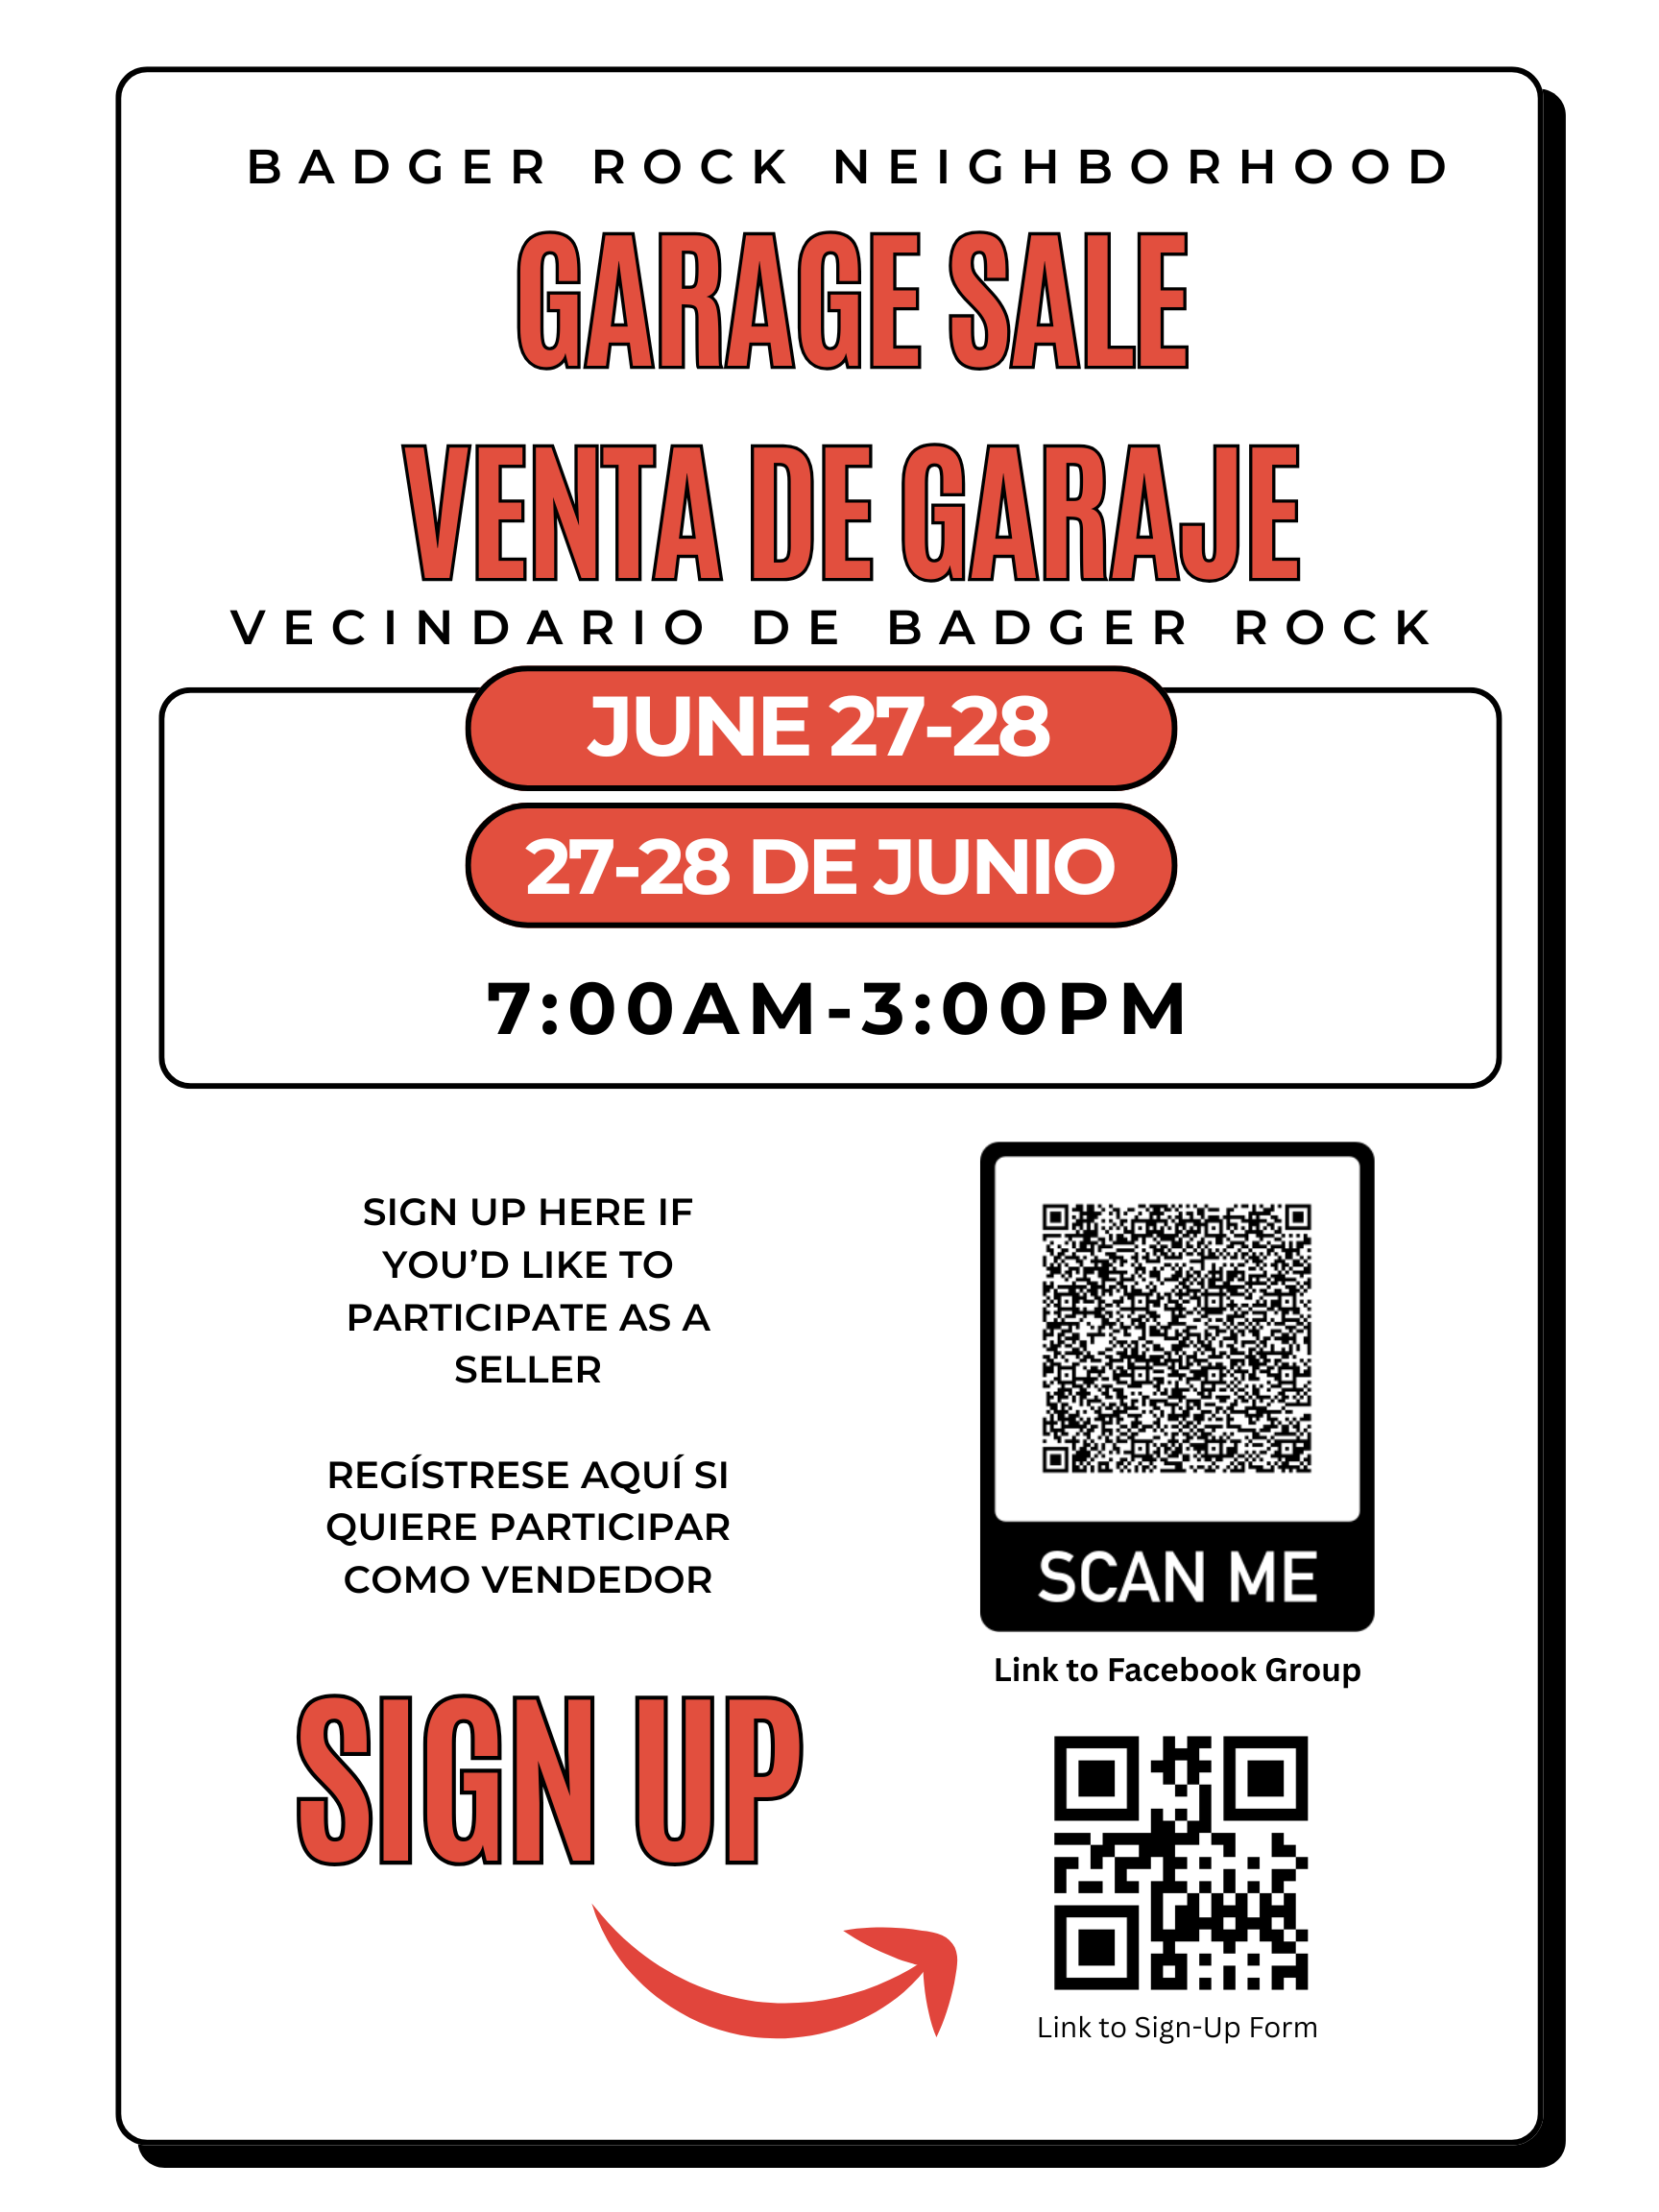 BADGER ROCK NEIGHBORHOOD
GARAGE SALE
VENTA DE GARAJE
VECINDARIO DE BADGER ROCK
JUNE 27-28
27-28 DE JUNIO
7:00AM-3:00PM
SIGN UP HERE IF
YOU’D LIKE TO
PARTICIPATE AS A
SELLER
REGÍSTRESE AQUÍ SI
QUIERE PARTICIPAR
COMO VENDEDOR
SCAN ME
Link to Facebook Group
SIGN UP
Link to Sign-Up Form